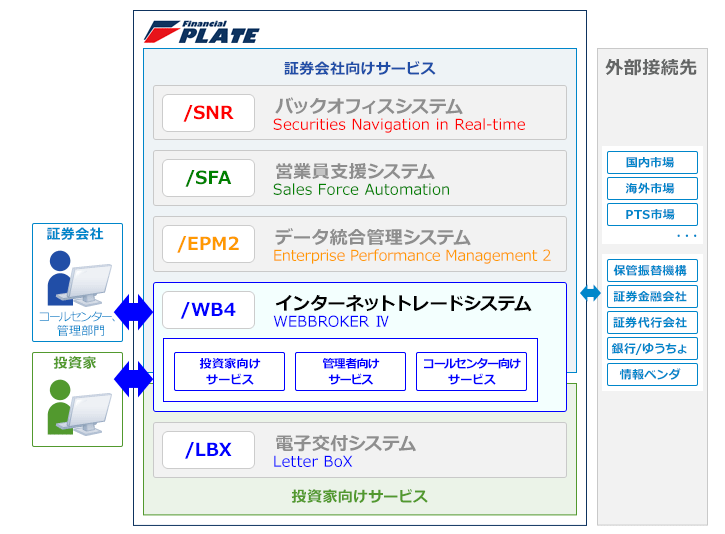 Financial
PLATE
証券会社向けサービス
/SNR
バックオフィスシステム
Securities Navigation in Real-time
/SFA
営業員支援システム
Sales Force Automation
/EPM2
データ統合管理システム
Enterprise Performance Management 2
/WB4
インターネットトレードシステム
WEBBROKER Ⅳ
投資家向け
サービス
管理者向け
サービス
コールセンター向け
サービス
/LBX
電子交付システム
Letter BoX
投資家向けサービス
証券会社
コールセンター、
管理部門
投資家
外部接続先
国内市場
海外市場
PTS市場
・・・
保管振替機構
証券金融会社
証券代行会社
銀行/ゆうちょ
情報ベンダ